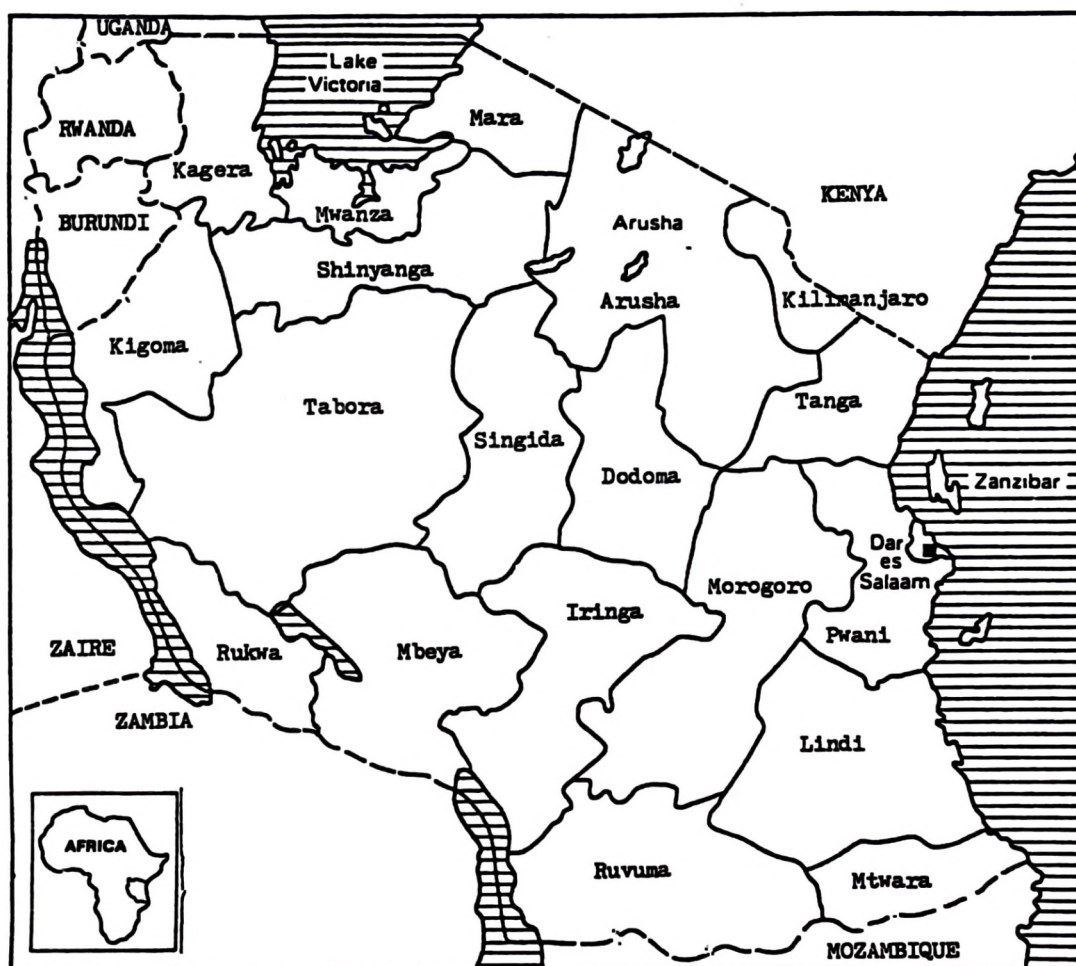 UGANDA
Lake
Victoria
Mara
RWANDA
Kagera
KENYA
Mwanza
BURUNDI
Arusha
Shinyanga
Arusha
Kilimanjaro
Kigoma
Tabora
Tanga
Singida
Dodoma
Zanzibar
Dar
es
Salaam
Morogoro
Iringa
Pwani
ZAIRE
Rukwa
Mbeya
ZAMBIA
Lindi
AFRICA
Ruvuma
Mtwara
MOZAMBIQUE